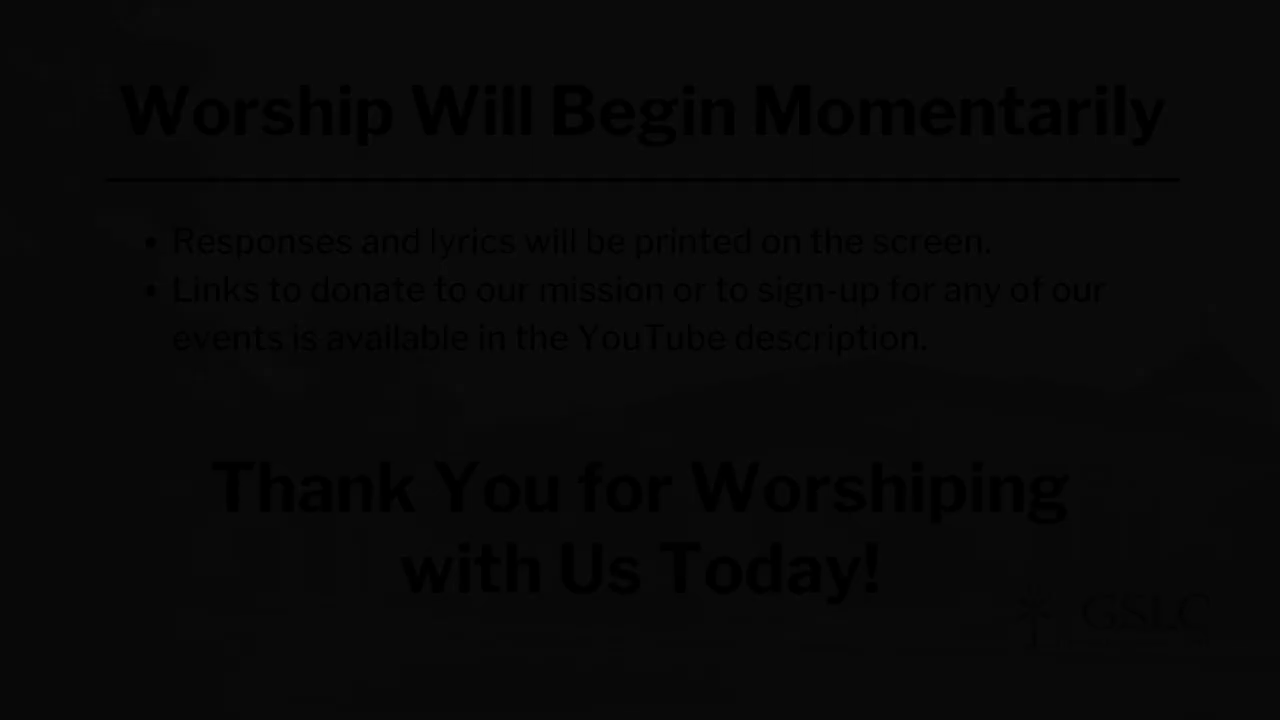 Worship Will Begin Momentarily
• Responses and lyrics will be printed on the screen.
• Links to donate to our mission or to sign-up for any of our
events is available in the YouTube description.
Thank You for Worshiping
with Us Today!
GSLC